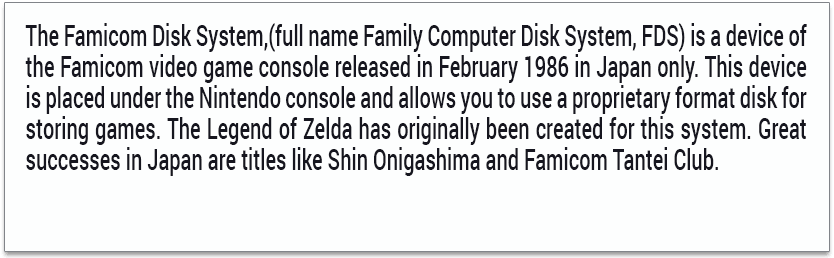 The Famicom Disk System,(full name Family Computer Disk System, FDS) is a device of
the Famicom video game console released in February 1986 in Japan only. This device
is placed under the Nintendo console and allows you to use a proprietary format disk for
storing games. The Legend of Zelda has originally been created for this system. Great
successes in Japan are titles like Shin Onigashima and Famicom Tantei Club.